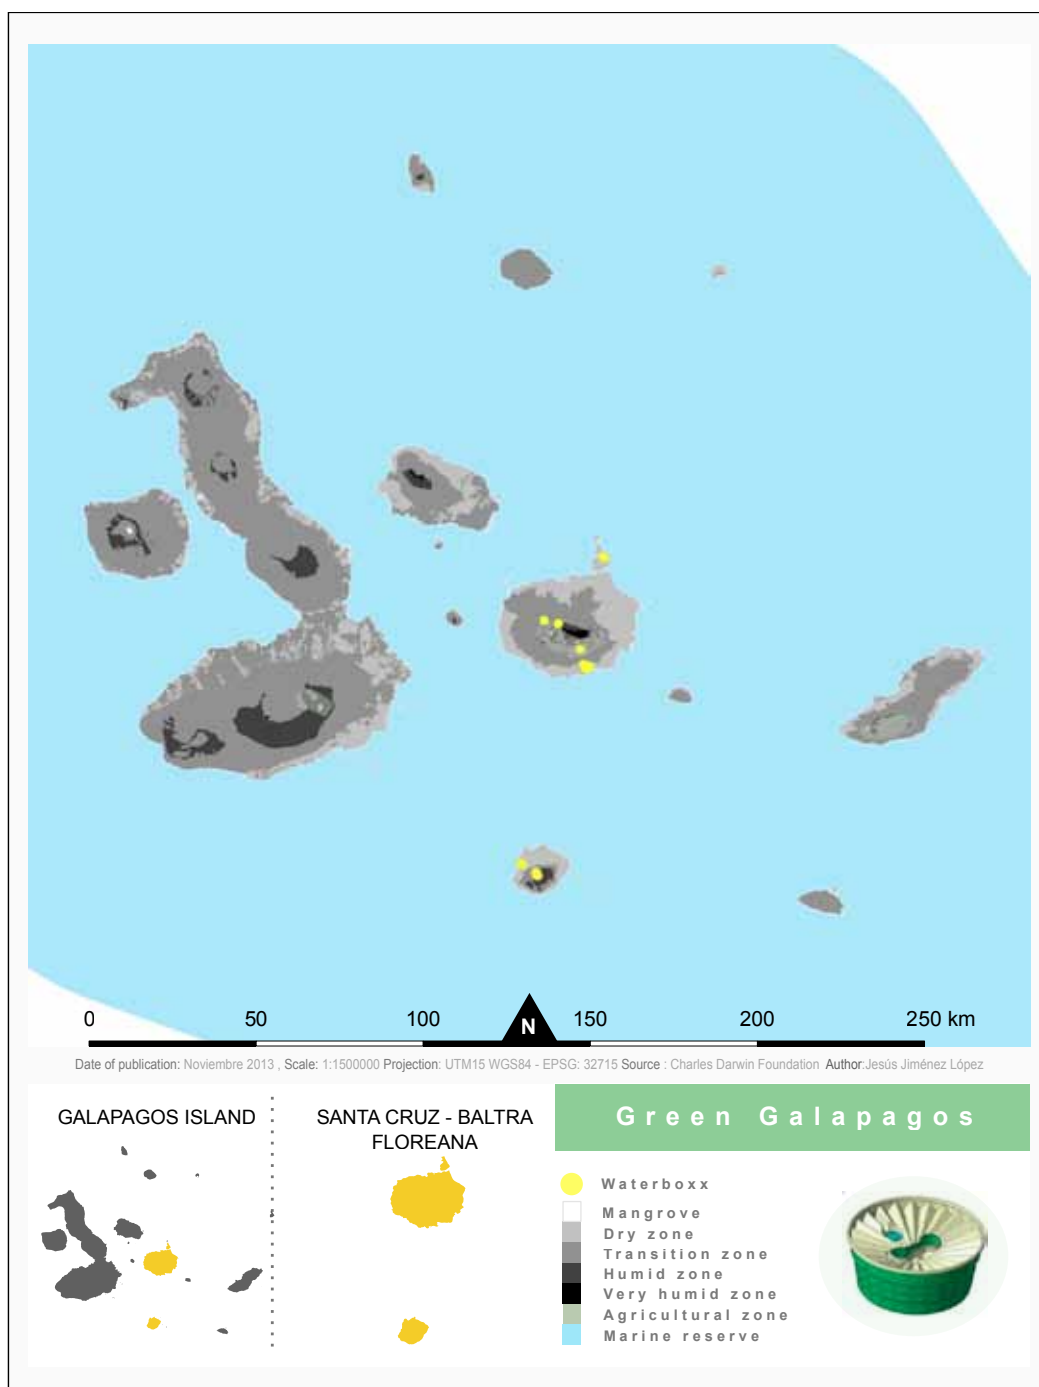 0 50 100 N 150 200 250 km
Date of publication: Noviembre 2013 , Scale: 1:1500000 Projection: UTM15 WGS84 - EPSG: 32715 Source : Charles Darwin Foundation Author:Jesús Jiménez López
GALAPAGOS ISLAND
SANTA CRUZ - BALTRA
FLOREANA
Green Galapagos
Waterboxx
Mangrove
Dry zone
Transition zone
Humid zone
Very humid zone
Agricultural zone
Marine reserve